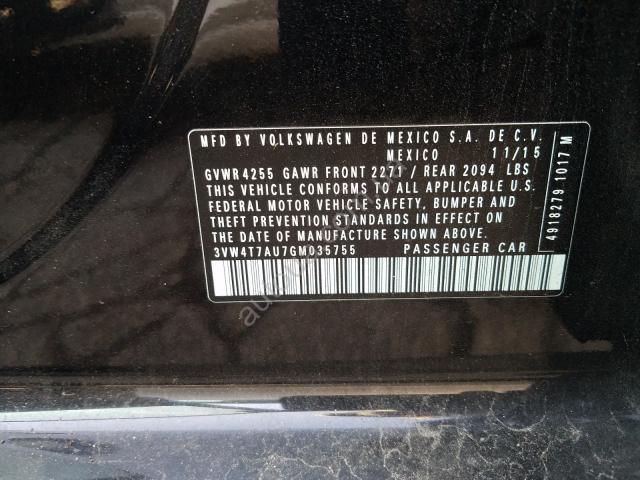 MFD BY VOLKSWAGEN DE MEXICO S.A. DE C.V.
MEXICO 11/15
GVWR 4255 GAWR FRONT 2271 / REAR 2094 LBS
THIS VEHICLE CONFORMS TO ALL APPLICABLE U.S.
FEDERAL MOTOR VEHICLE SAFETY, BUMPER AND
THEFT PREVENTION STANDARDS IN EFFECT ON
THE DATE OF MANUFACTURE SHOWN ABOVE.
3VW4T7AU7GM035755 PASSENGER CAR
4918279 1017 M